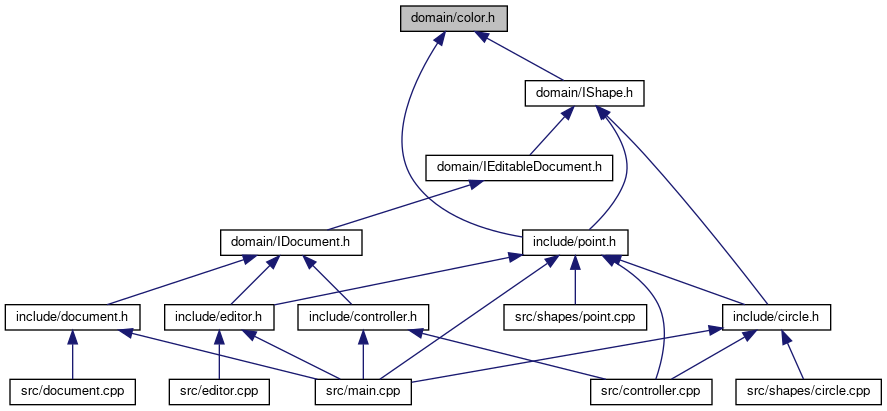 domain/color.h
domain/IShape.h
domain/IEditableDocument.h
domain/IDocument.h
include/point.h
include/document.h
include/editor.h
include/controller.h
src/shapes/point.cpp
include/circle.h
src/document.cpp
src/editor.cpp
src/main.cpp
src/controller.cpp
src/shapes/circle.cpp